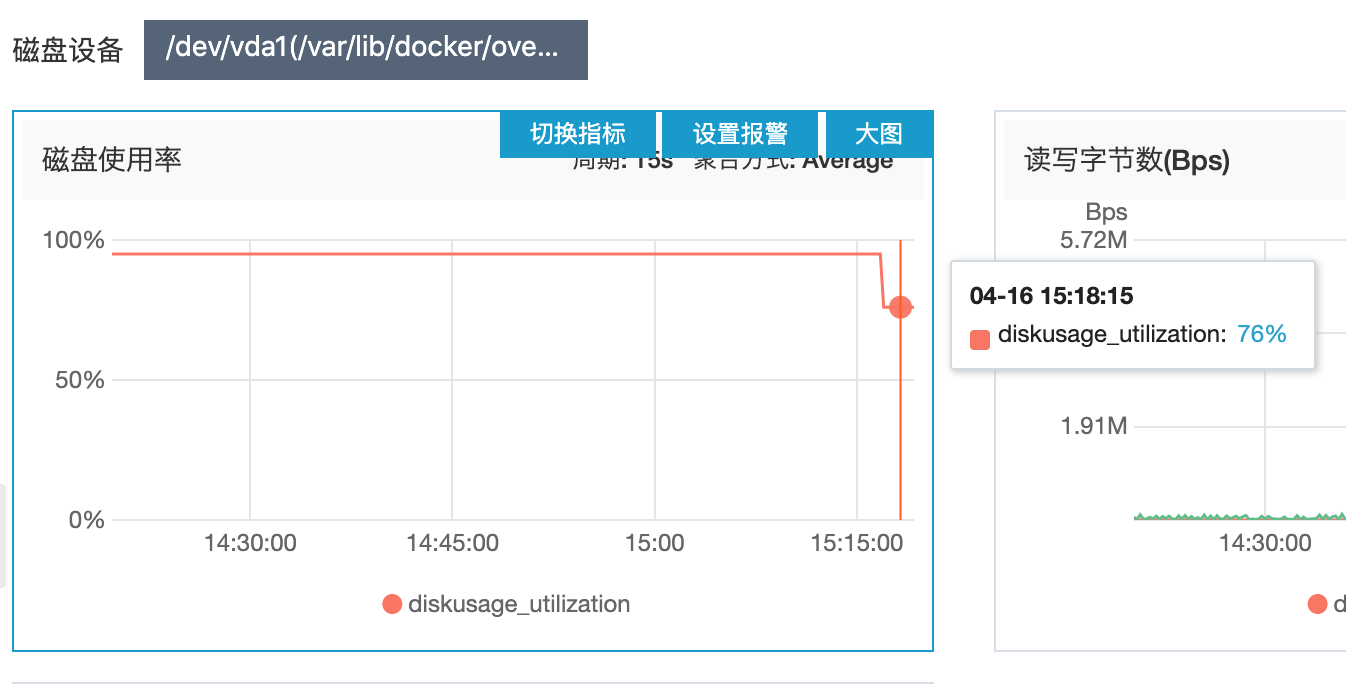 磁盘设备 /dev/vda1(/var/lib/docker/ove...
切换指标 设置报警 大图
磁盘使用率 周期: 15s 聚合方式: Average
100%
50%
0%
14:30:00 14:45:00 15:00 15:15:00
diskusage_utilization
读写字节数(Bps)
Bps
5.72M
04-16 15:18:15
diskusage_utilization: 76%
1.91M
14:30:00
d